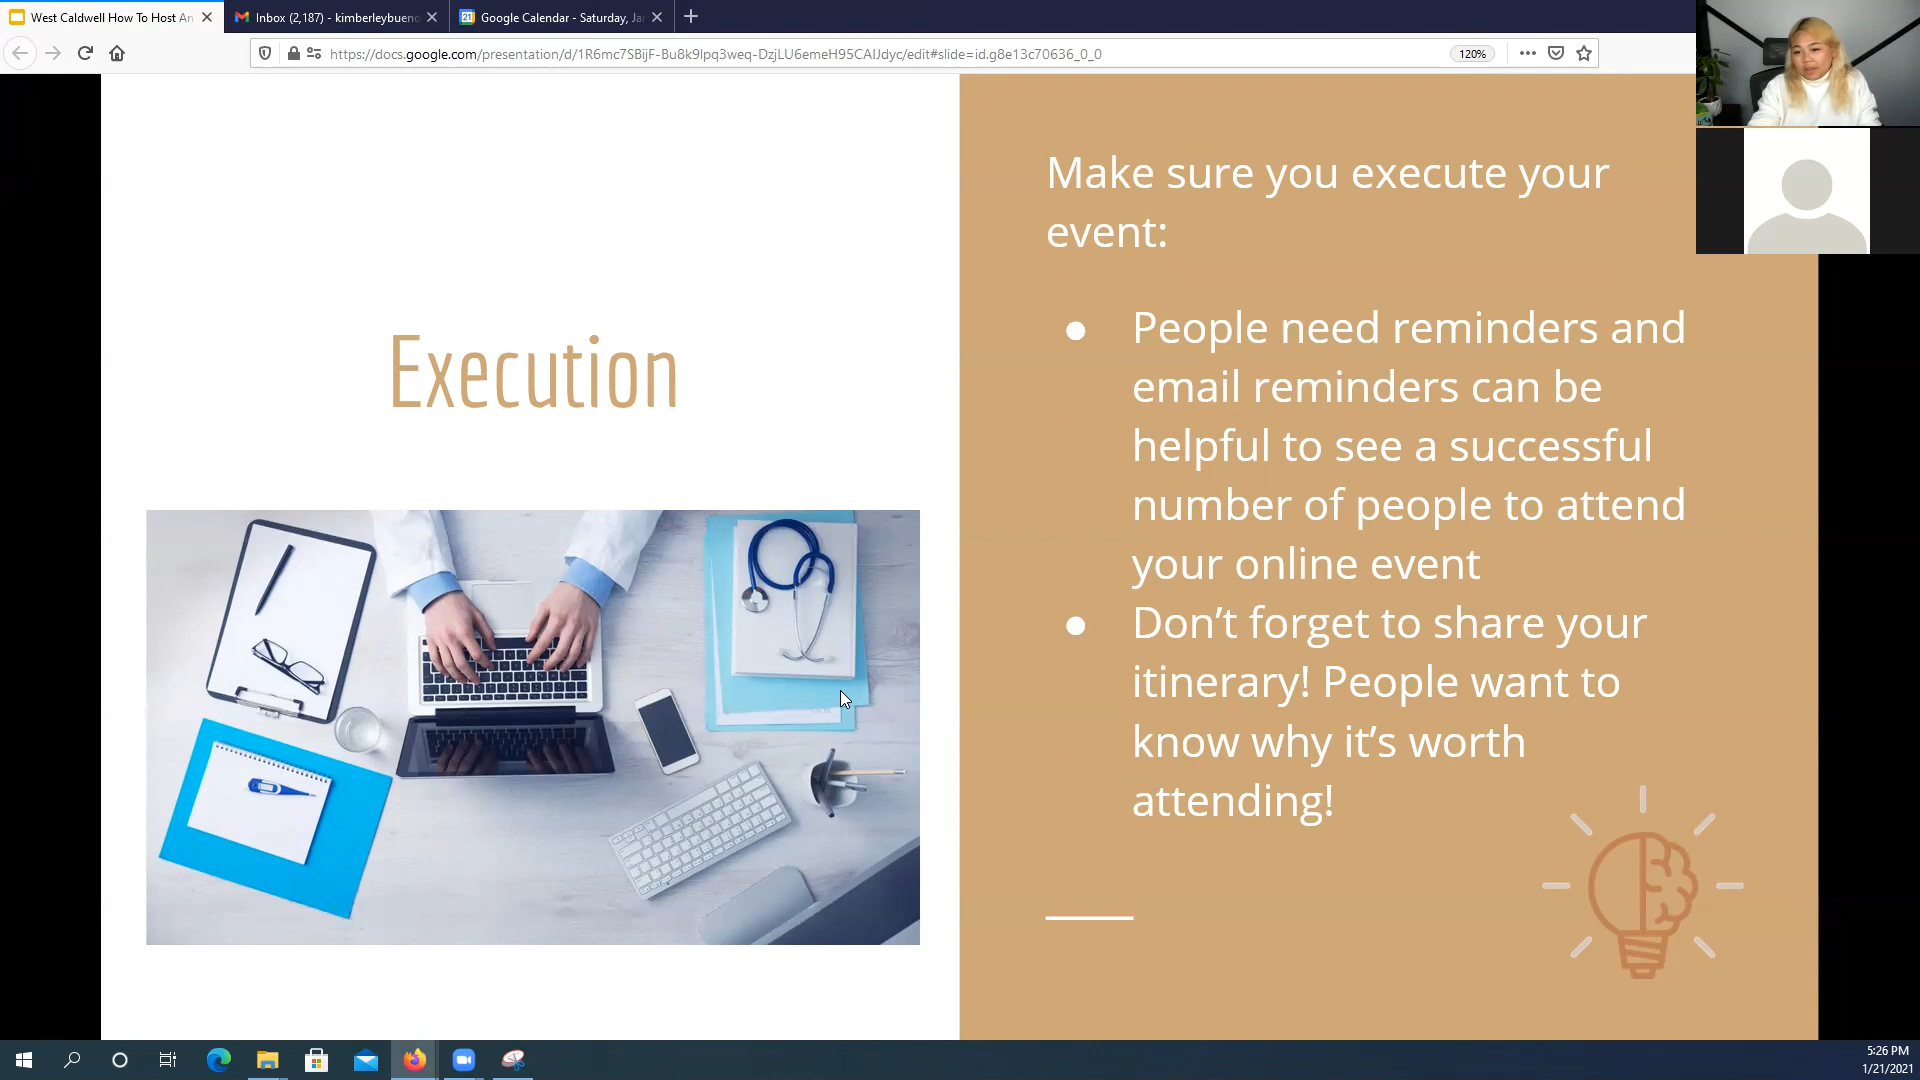 West Caldwell How To Host An
Inbox (2,187) - kimberleybueno
Google Calendar - Saturday, Ja
https://docs.google.com/presentation/d/1R6mc7SBijF-Bu8k9lpq3weq-DzjLU6emeH95CAIJdyc/edit#slide=id.g8e13c70636_0_0
120%
Execution
Make sure you execute your
event:
● People need reminders and
email reminders can be
helpful to see a successful
number of people to attend
your online event
● Don’t forget to share your
itinerary! People want to
know why it’s worth
attending!
5:26 PM
1/21/2021